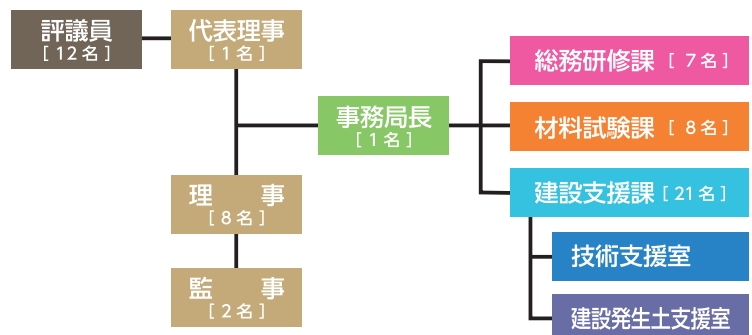 評議員
[ 12名 ]
代表理事
[ 1名 ]
事務局長
[ 1名 ]
理　事
[ 8名 ]
監　事
[ 2名 ]
総務研修課 [ 7名 ]
材料試験課 [ 8名 ]
建設支援課 [ 21名 ]
技術支援室
建設発生土支援室